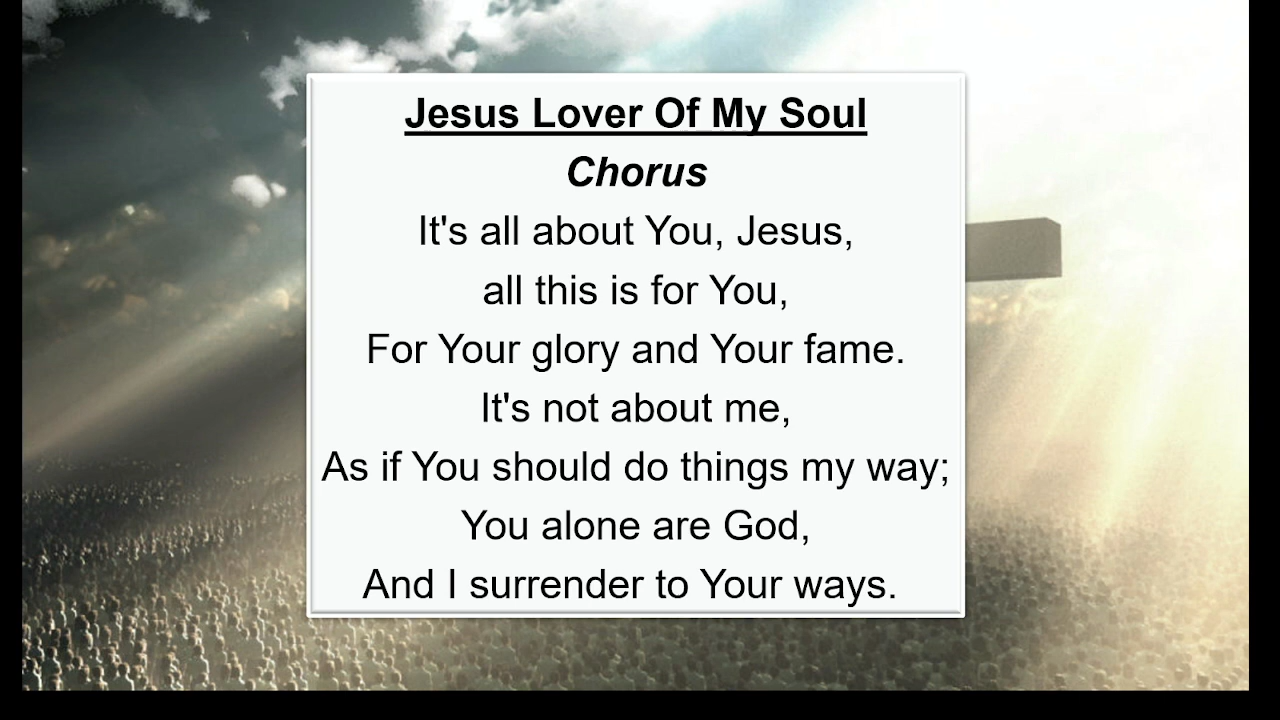 Jesus Lover Of My Soul
Chorus
It's all about You, Jesus,
all this is for You,
For Your glory and Your fame.
It's not about me,
As if You should do things my way;
You alone are God,
And I surrender to Your ways.